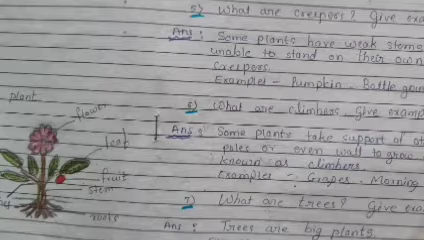 5) What are creepers? Give exa
Ans: Some plants have weak stems
unable to stand on their own
Creepers.
Examples - Pumpkin, Bottle gou
plant
flower
leaf
fruit
stem
roots
6) What are climbers. Give examp
Ans: Some plants take support of ot
poles or even wall to grow
known as climbers.
Examples :- Grapes, Morning
7) What are trees? Give exa
Ans: Trees are big plants.